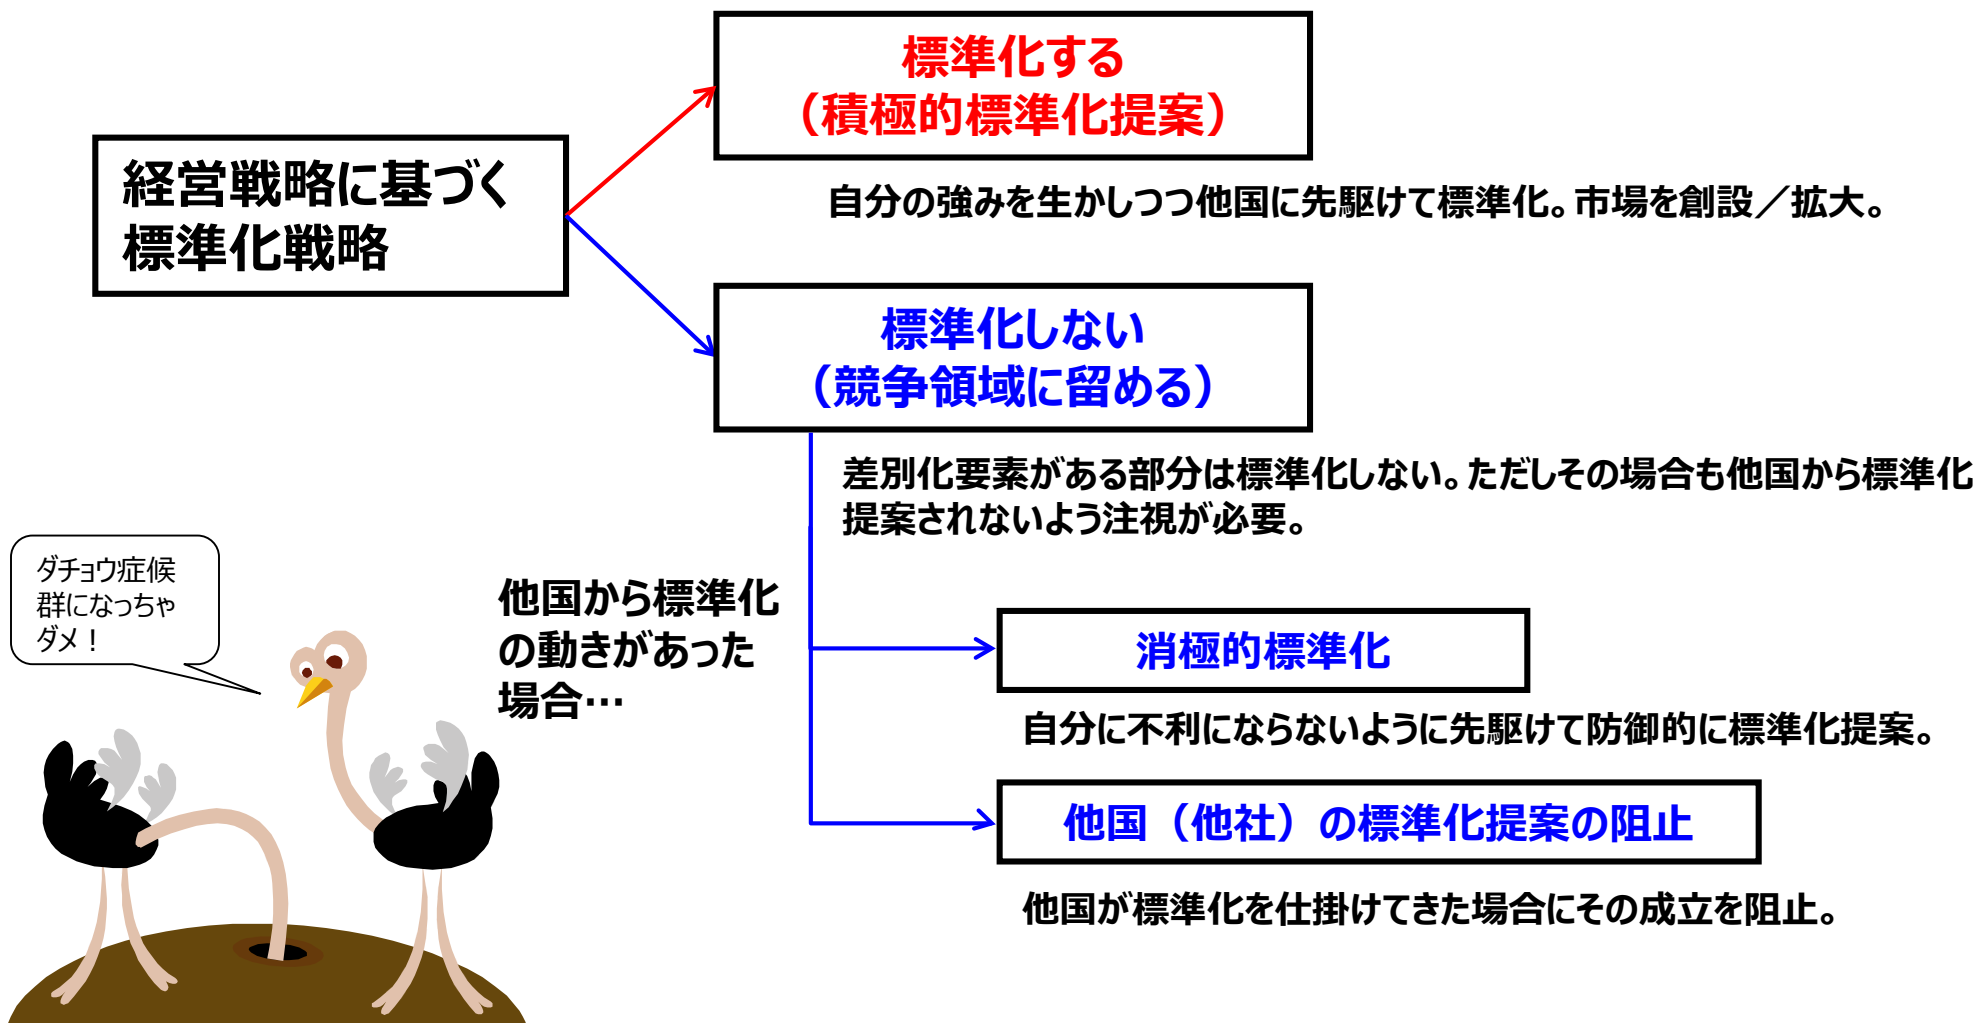 標準化する
（積極的標準化提案）
経営戦略に基づく
標準化戦略
自分の強みを生かしつつ他国に先駆けて標準化。市場を創設／拡大。
標準化しない
（競争領域に留める）
差別化要素がある部分は標準化しない。ただしその場合も他国から標準化
提案されないよう注視が必要。
ダチョウ症候
群になっちゃ
ダメ！
他国から標準化
の動きがあった
場合…
消極的標準化
自分に不利にならないように先駆けて防御的に標準化提案。
他国（他社）の標準化提案の阻止
他国が標準化を仕掛けてきた場合にその成立を阻止。